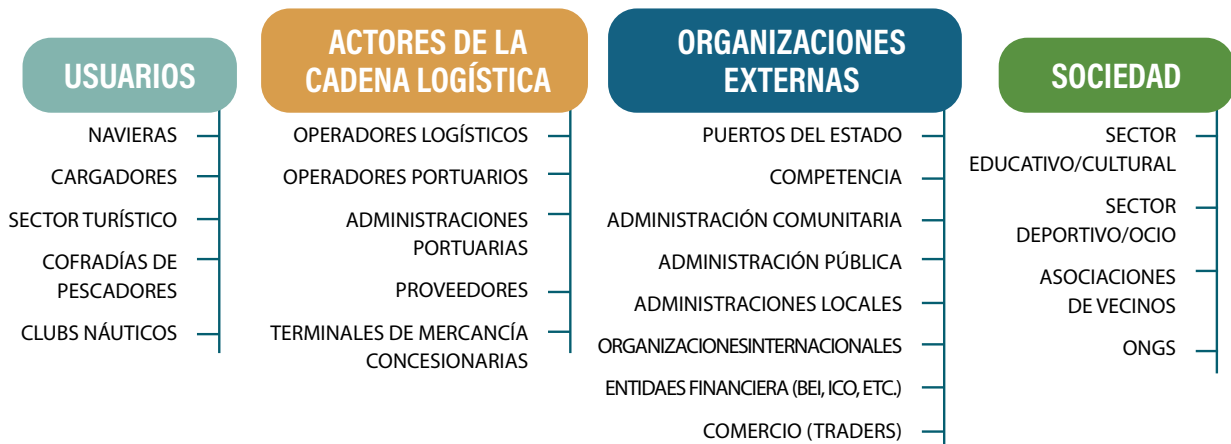 USUARIOS
NAVIERAS
CARGADORES
SECTOR TURÍSTICO
COFRADÍAS DE
PESCADORES
CLUBS NÁUTICOS
ACTORES DE LA
CADENA LOGÍSTICA
OPERADORES LOGÍSTICOS
OPERADORES PORTUARIOS
ADMINISTRACIONES
PORTUARIAS
PROVEEDORES
TERMINALES DE MERCANCÍA
CONCESIONARIAS
ORGANIZACIONES
EXTERNAS
PUERTOS DEL ESTADO
COMPETENCIA
ADMINISTRACIÓN COMUNITARIA
ADMINISTRACIÓN PÚBLICA
ADMINISTRACIONES LOCALES
ORGANIZACIONESINTERNACIONALES
ENTIDAES FINANCIERA (BEI, ICO, ETC.)
COMERCIO (TRADERS)
SOCIEDAD
SECTOR
EDUCATIVO/CULTURAL
SECTOR
DEPORTIVO/OCIO
ASOCIACIONES
DE VECINOS
ONGS